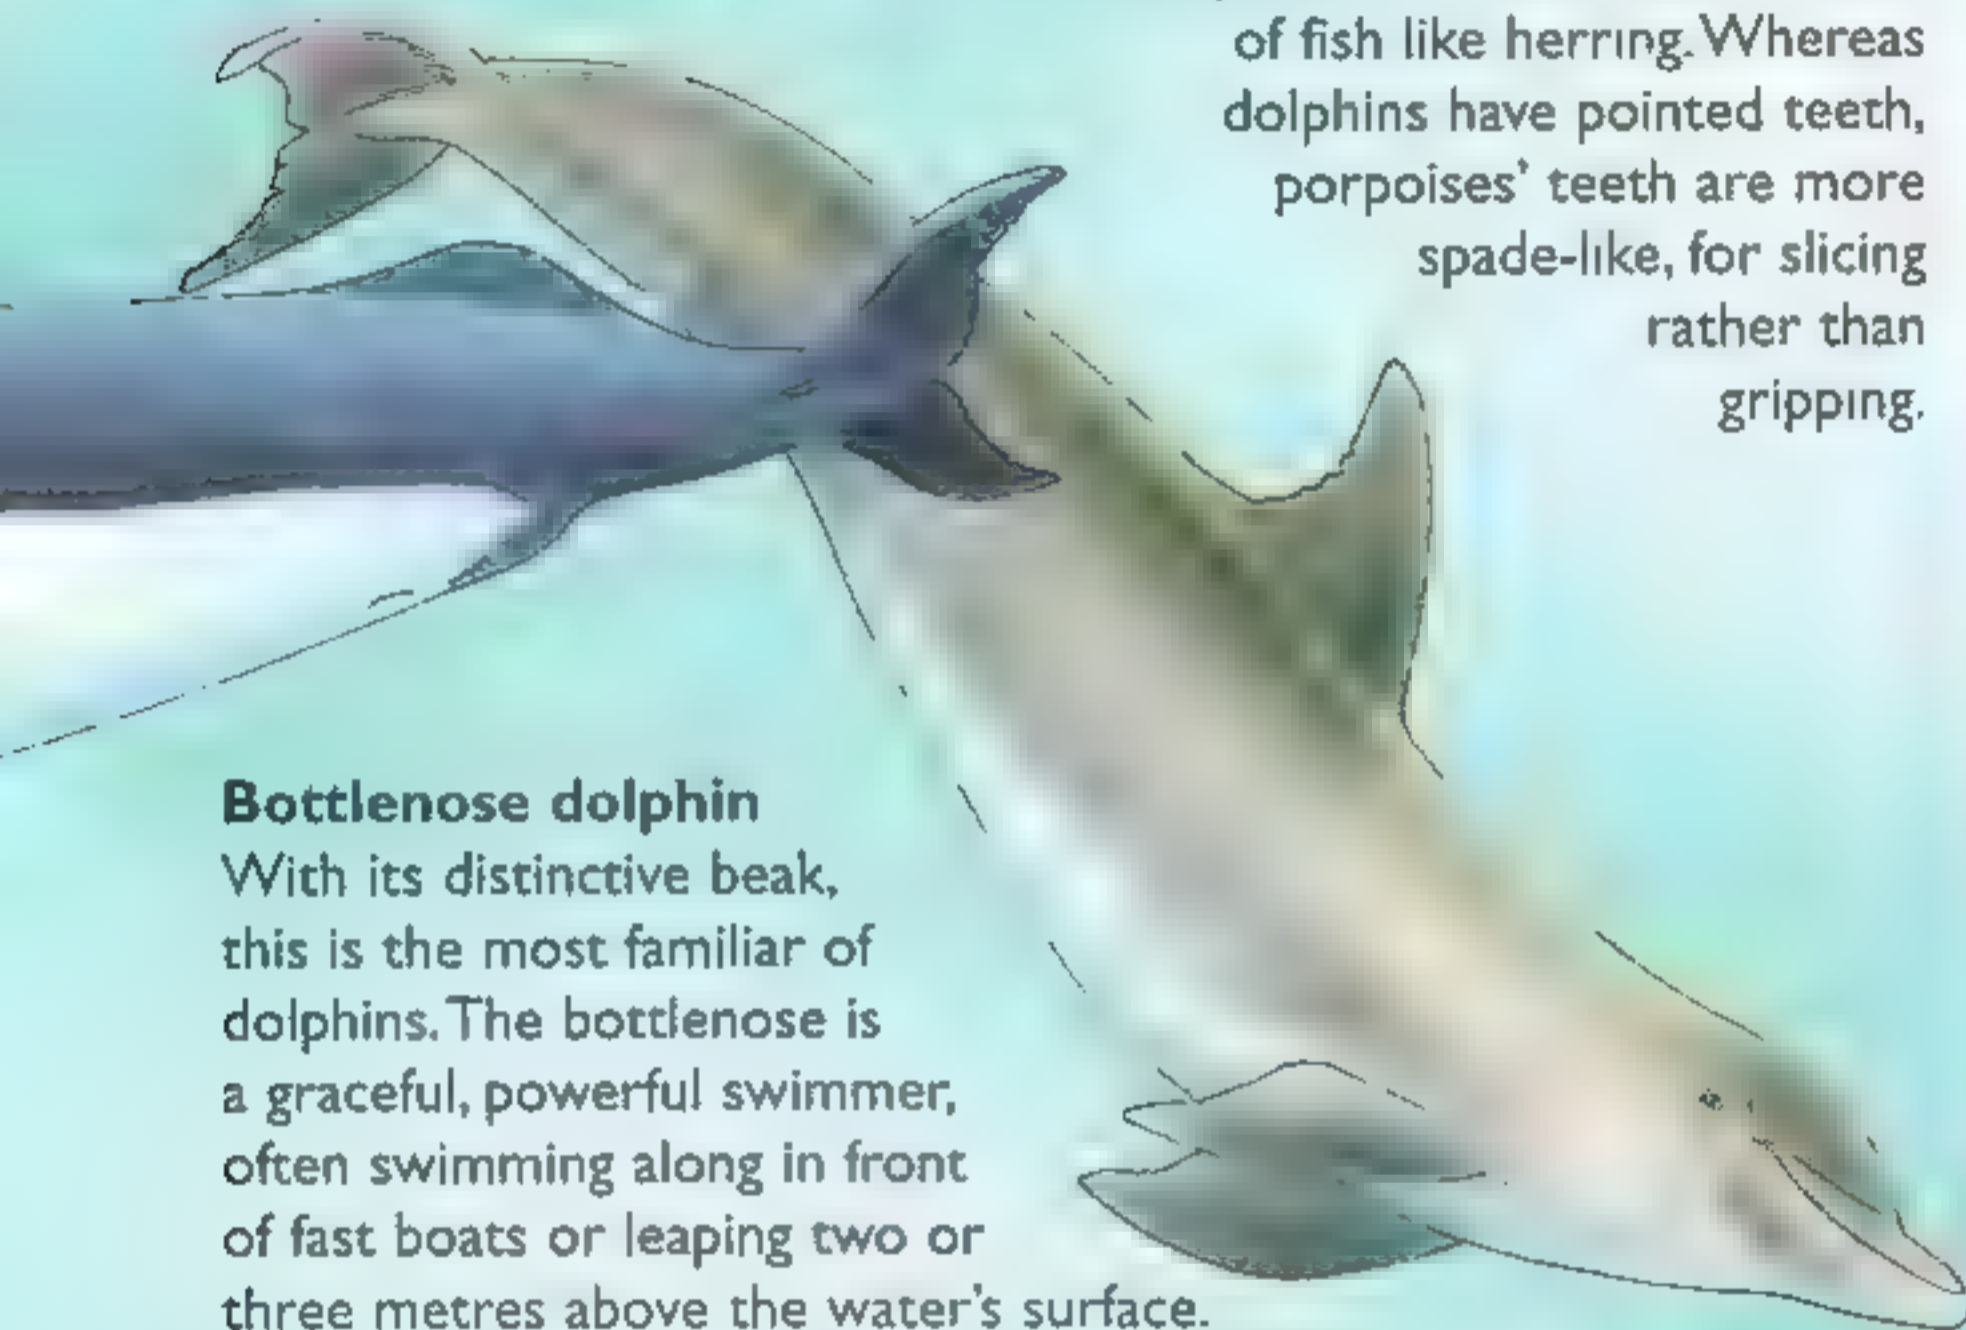 of fish like herring. Whereas
dolphins have pointed teeth,
porpoises' teeth are more
spade-like, for slicing
rather than
gripping.
Bottlenose dolphin
With its distinctive beak,
this is the most familiar of
dolphins. The bottlenose is
a graceful, powerful swimmer,
often swimming along in front
of fast boats or leaping two or
three metres above the water's surface.